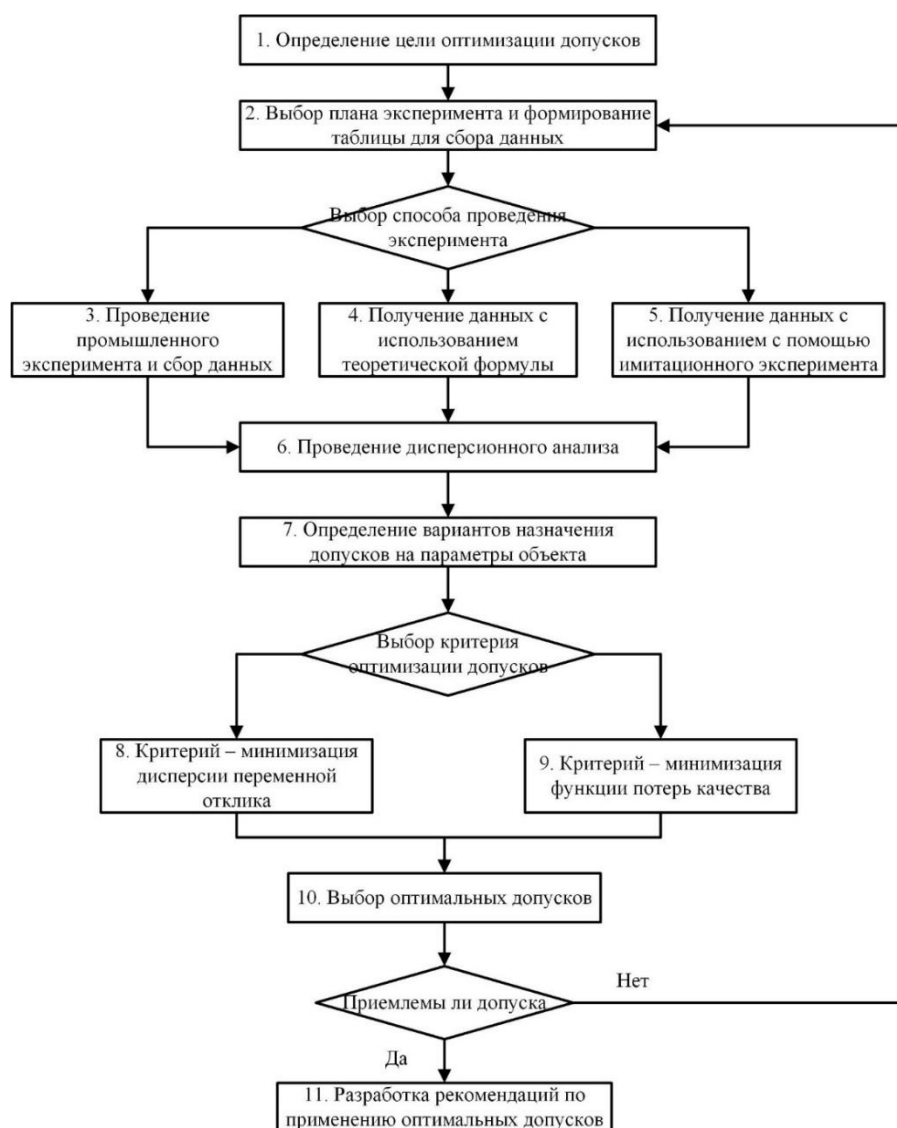 1. Определение цели оптимизации допусков
2. Выбор плана эксперимента и формирование
таблицы для сбора данных
Выбор способа проведения
эксперимента
3. Проведение
промышленного
эксперимента и сбор данных
4. Получение данных с
использованием
теоретической формулы
5. Получение данных с
использованием с помощью
имитационного эксперимента
6. Проведение дисперсионного анализа
7. Определение вариантов назначения
допусков на параметры объекта
Выбор критерия
оптимизации допусков
8. Критерий – минимизация
дисперсии переменной
отклика
9. Критерий – минимизация
функции потерь качества
10. Выбор оптимальных допусков
Приемлемы ли допуска
Нет
Да
11. Разработка рекомендаций по
применению оптимальных допусков